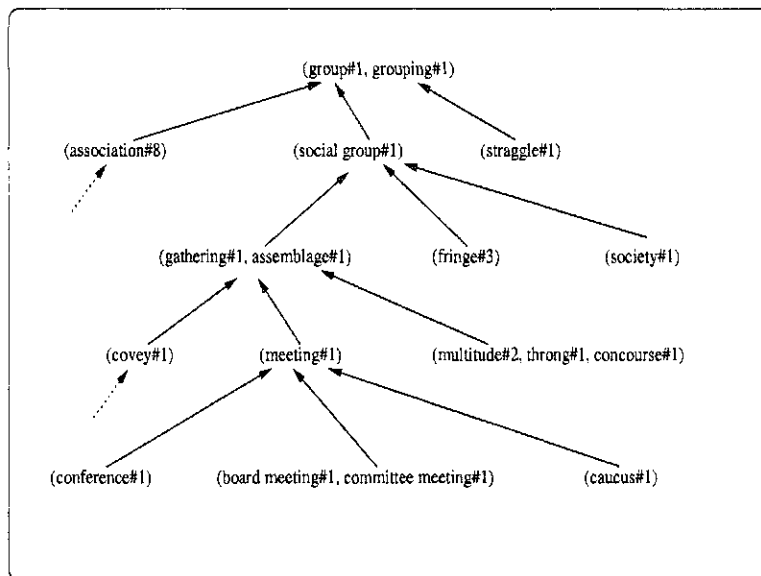 (group#1, grouping#1)
(association#8) (social group#1) (straggle#1)
(gathering#1, assemblage#1) (fringe#3) (society#1)
(covey#1) (meeting#1) (multitude#2, throng#1, concourse#1)
(conference#1) (board meeting#1, committee meeting#1) (caucus#1)